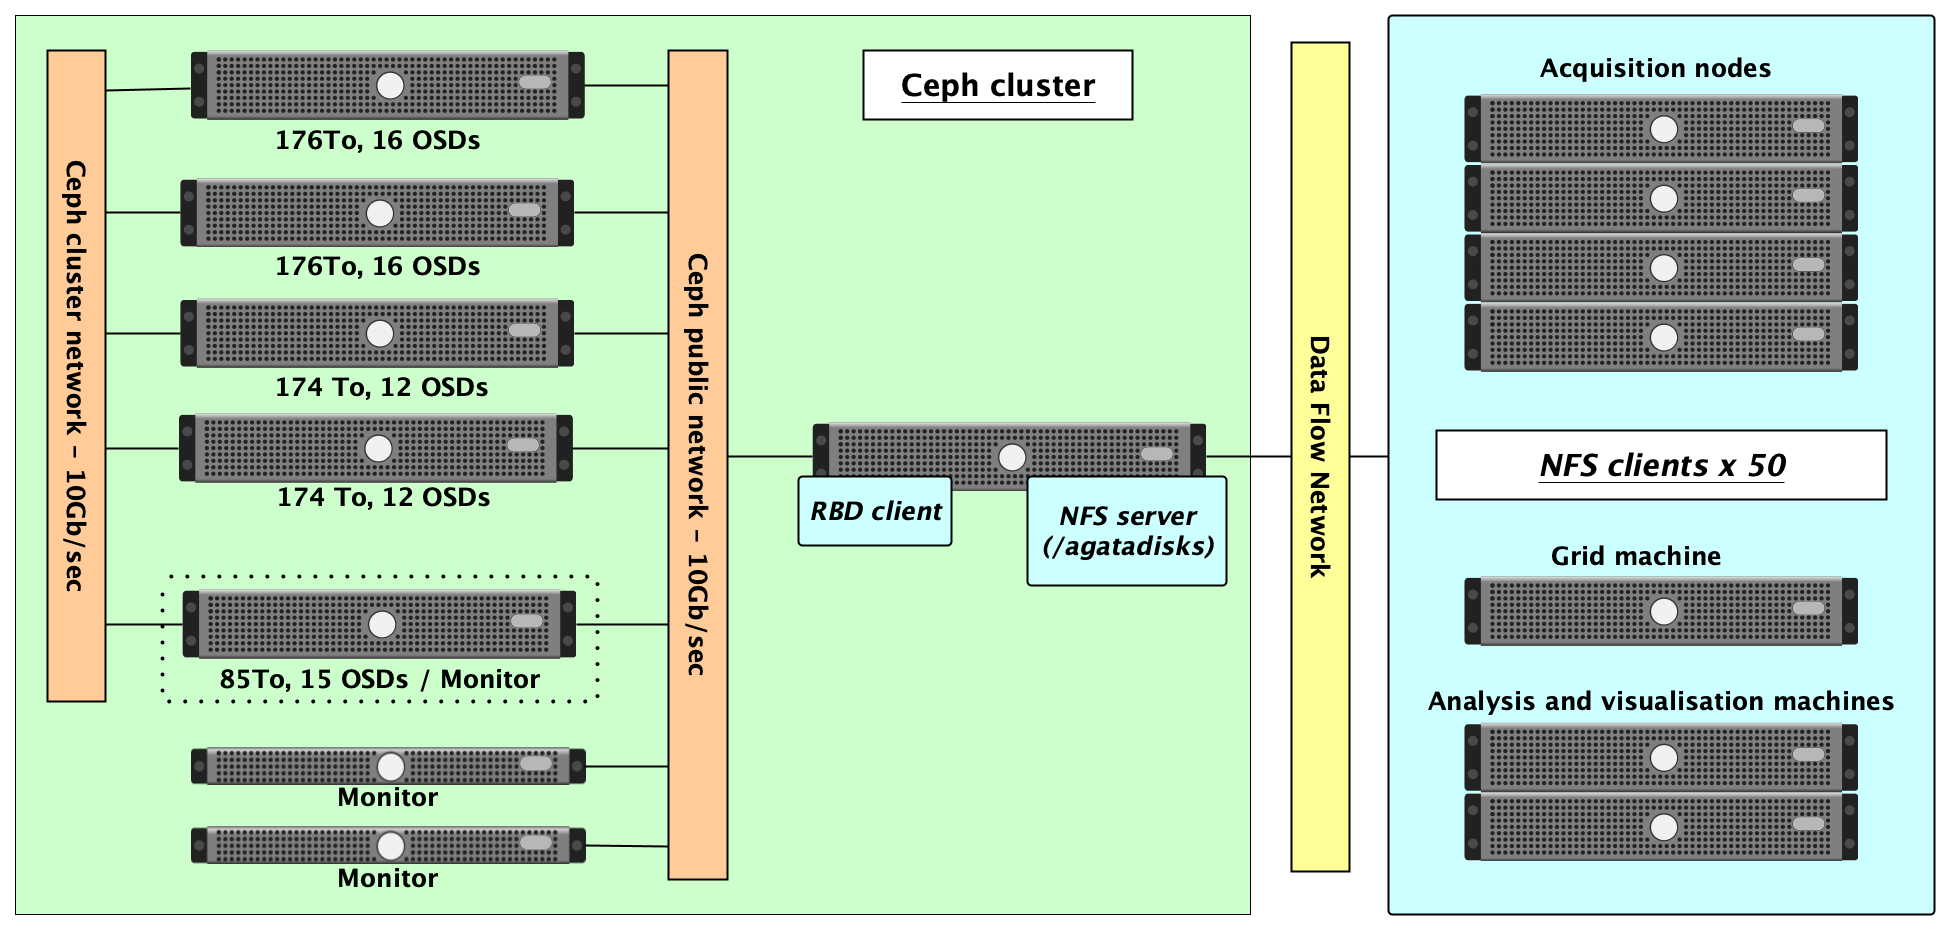 Ceph cluster network – 10Gb/sec
176To, 16 OSDs
176To, 16 OSDs
174 To, 12 OSDs
174 To, 12 OSDs
85To, 15 OSDs / Monitor
Monitor
Monitor
Ceph public network – 10Gb/sec
Ceph cluster
RBD client
NFS server
(/agatadisks)
Data Flow Network
Acquisition nodes
NFS clients x 50
Grid machine
Analysis and visualisation machines